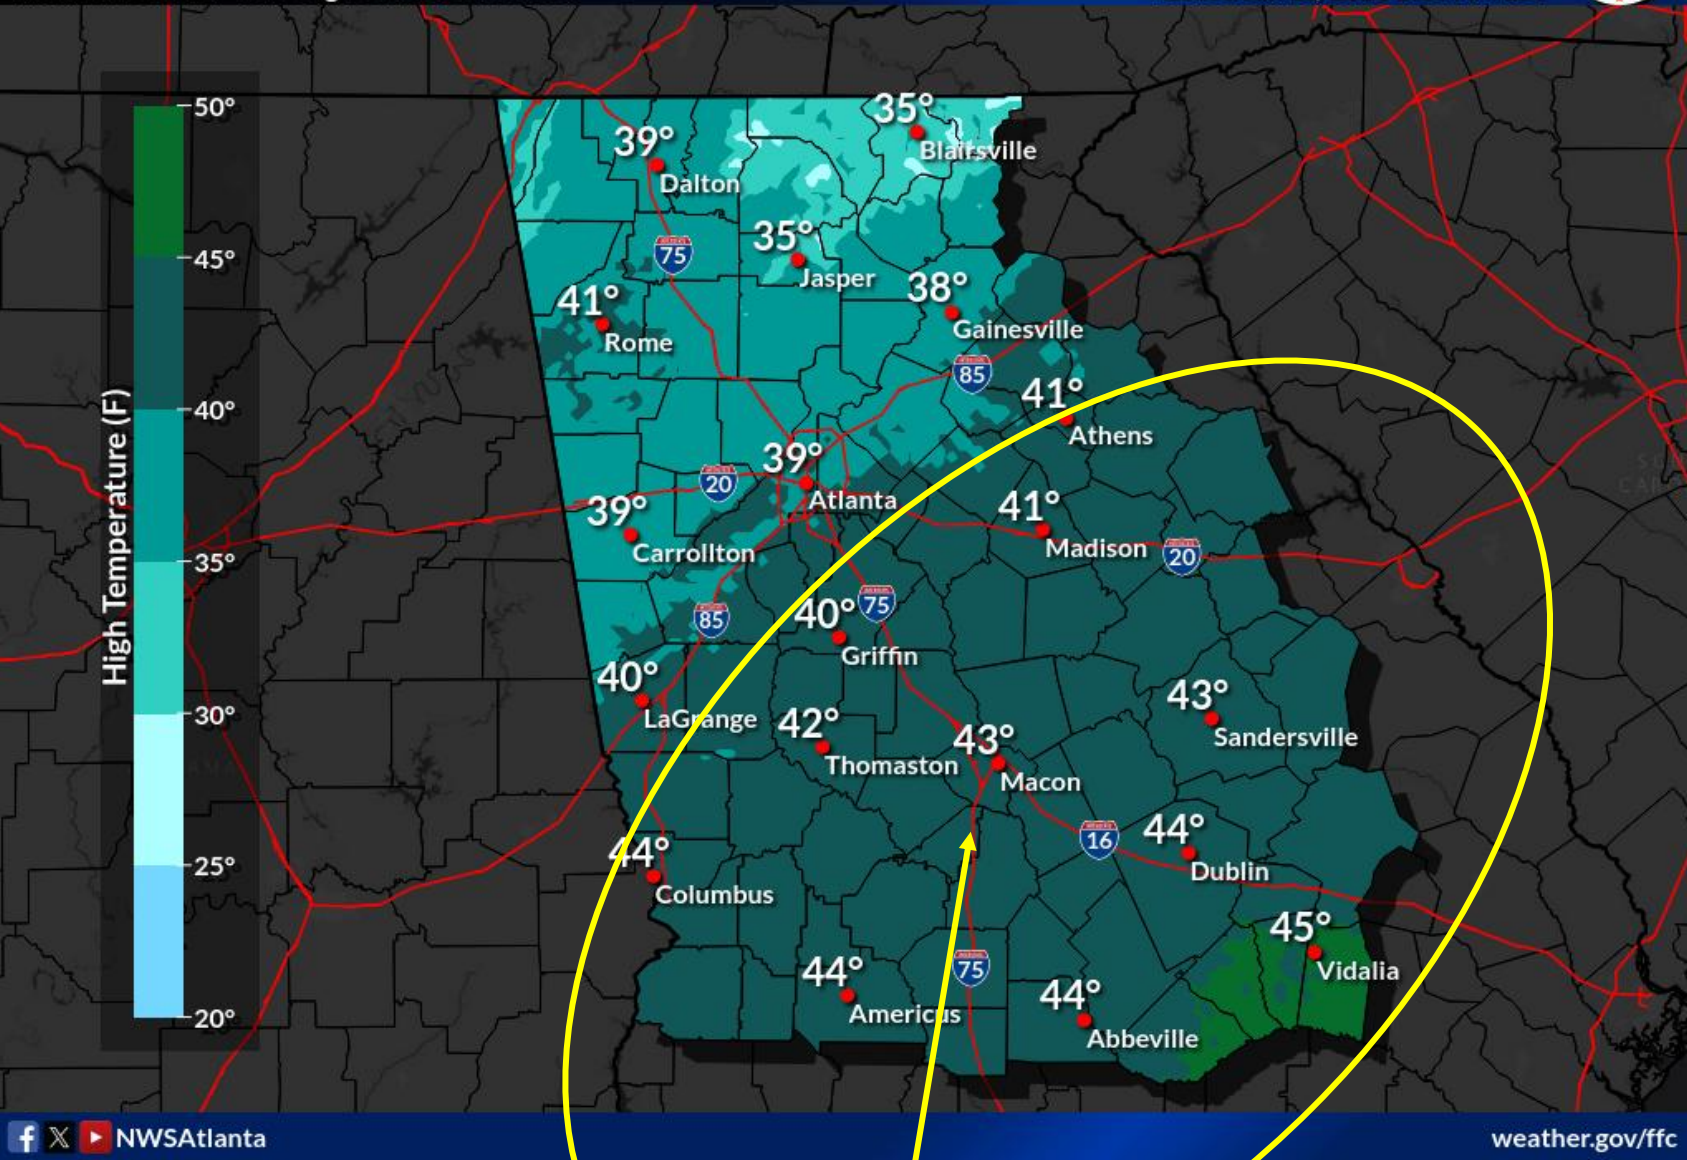 50°
45°
40°
35°
30°
25°
20°
High Temperature (F)
35°
Blairsville
39°
Dalton
35°
Jasper
75
41°
Rome
38°
Gainesville
85
41°
Athens
39°
Atlanta
20
39°
Carrollton
41°
Madison
20
85
40°
75
Griffin
40°
LaGrange
42°
Thomaston
43°
Macon
43°
Sandersville
44°
Columbus
16
44°
Dublin
44°
Americus
75
44°
Abbeville
45°
Vidalia
NWSAtlanta
weather.gov/ffc